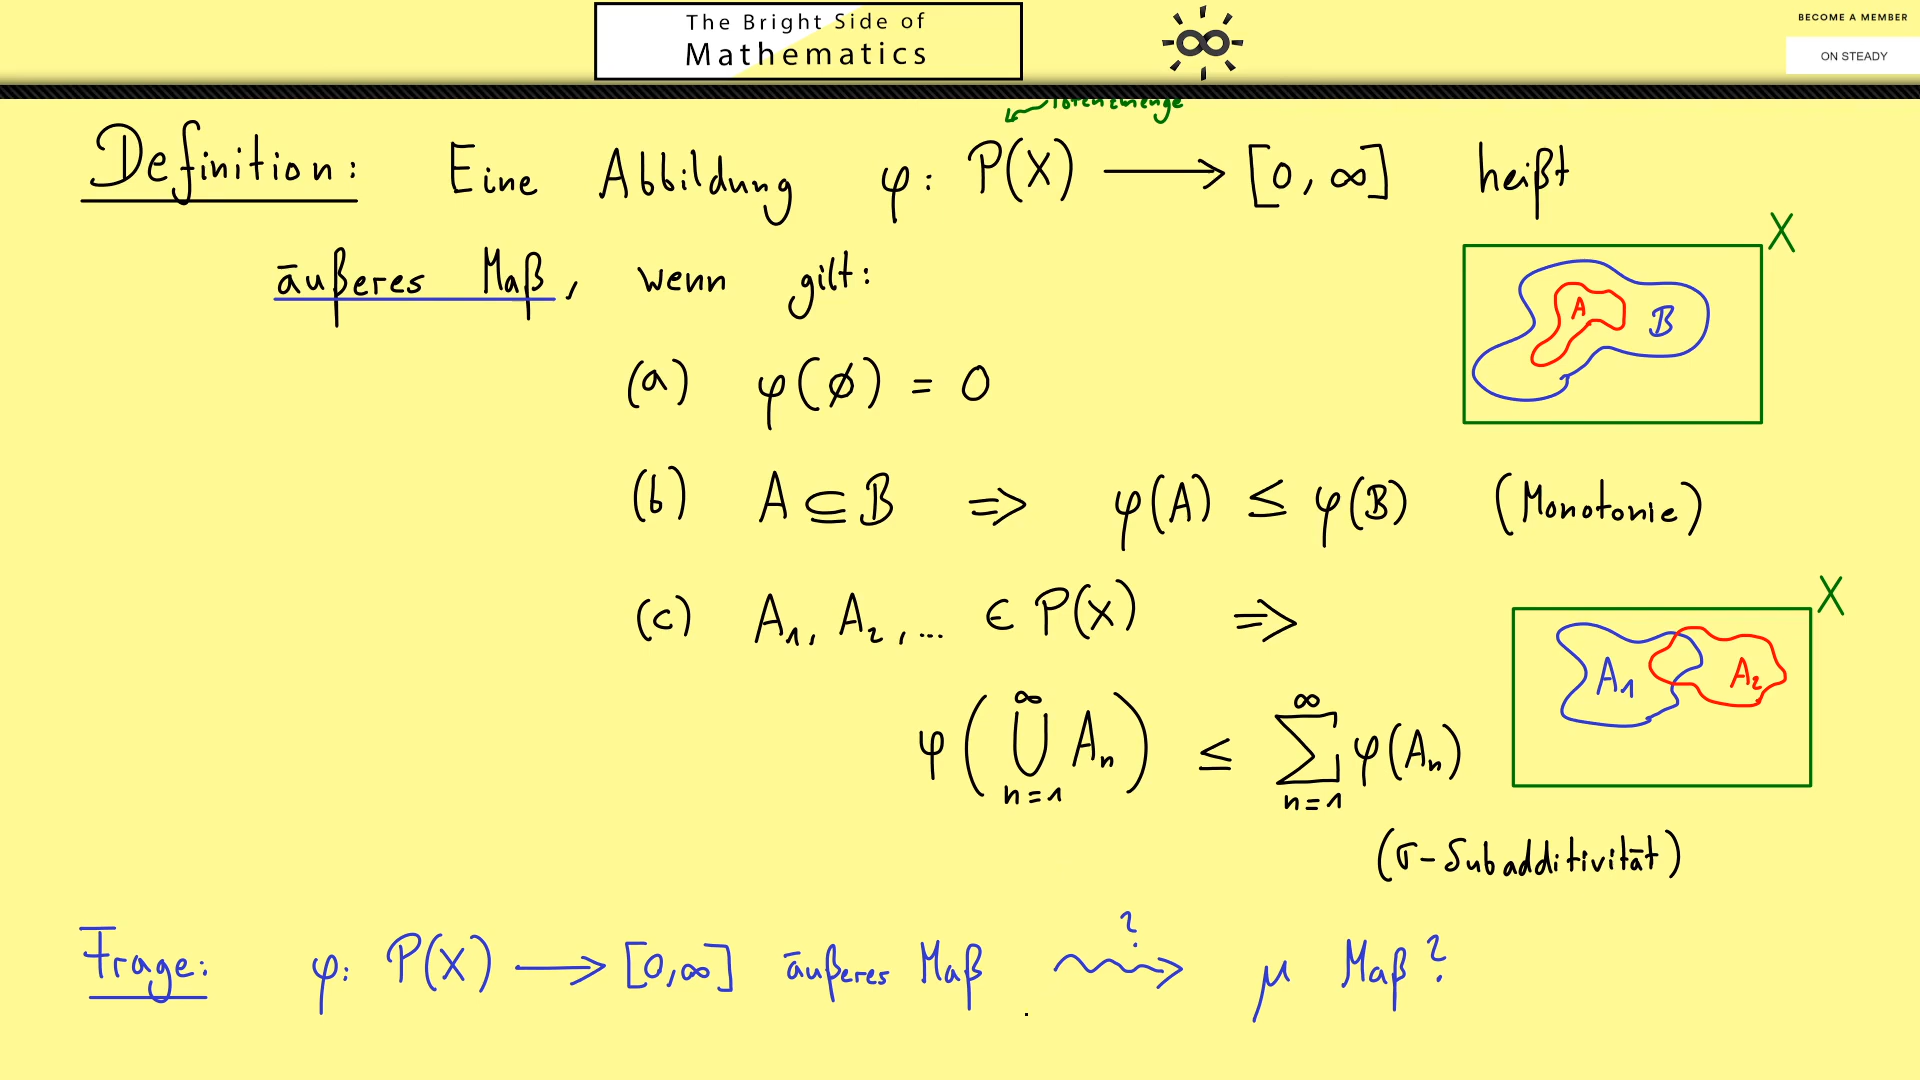 The Bright Side of
Mathematics
BECOME A MEMBER
ON STEADY
Potenzmenge
Definition: Eine Abbildung φ: P(X) ⟶ [0, ∞] heißt
äußeres Maß, wenn gilt:
X
A
B
(a) φ(∅) = 0
(b) A ⊆ B ⇒ φ(A) ≤ φ(B) (Monotonie)
(c) A₁, A₂, ... ∈ P(X) ⇒
X
A₁ A₂
φ(⋃_{n=1}^{∞} Aₙ) ≤ ∑_{n=1}^{∞} φ(Aₙ)
(σ-Subadditivität)
Frage: φ: P(X) ⟶ [0,∞] äußeres Maß ⇝? μ Maß?